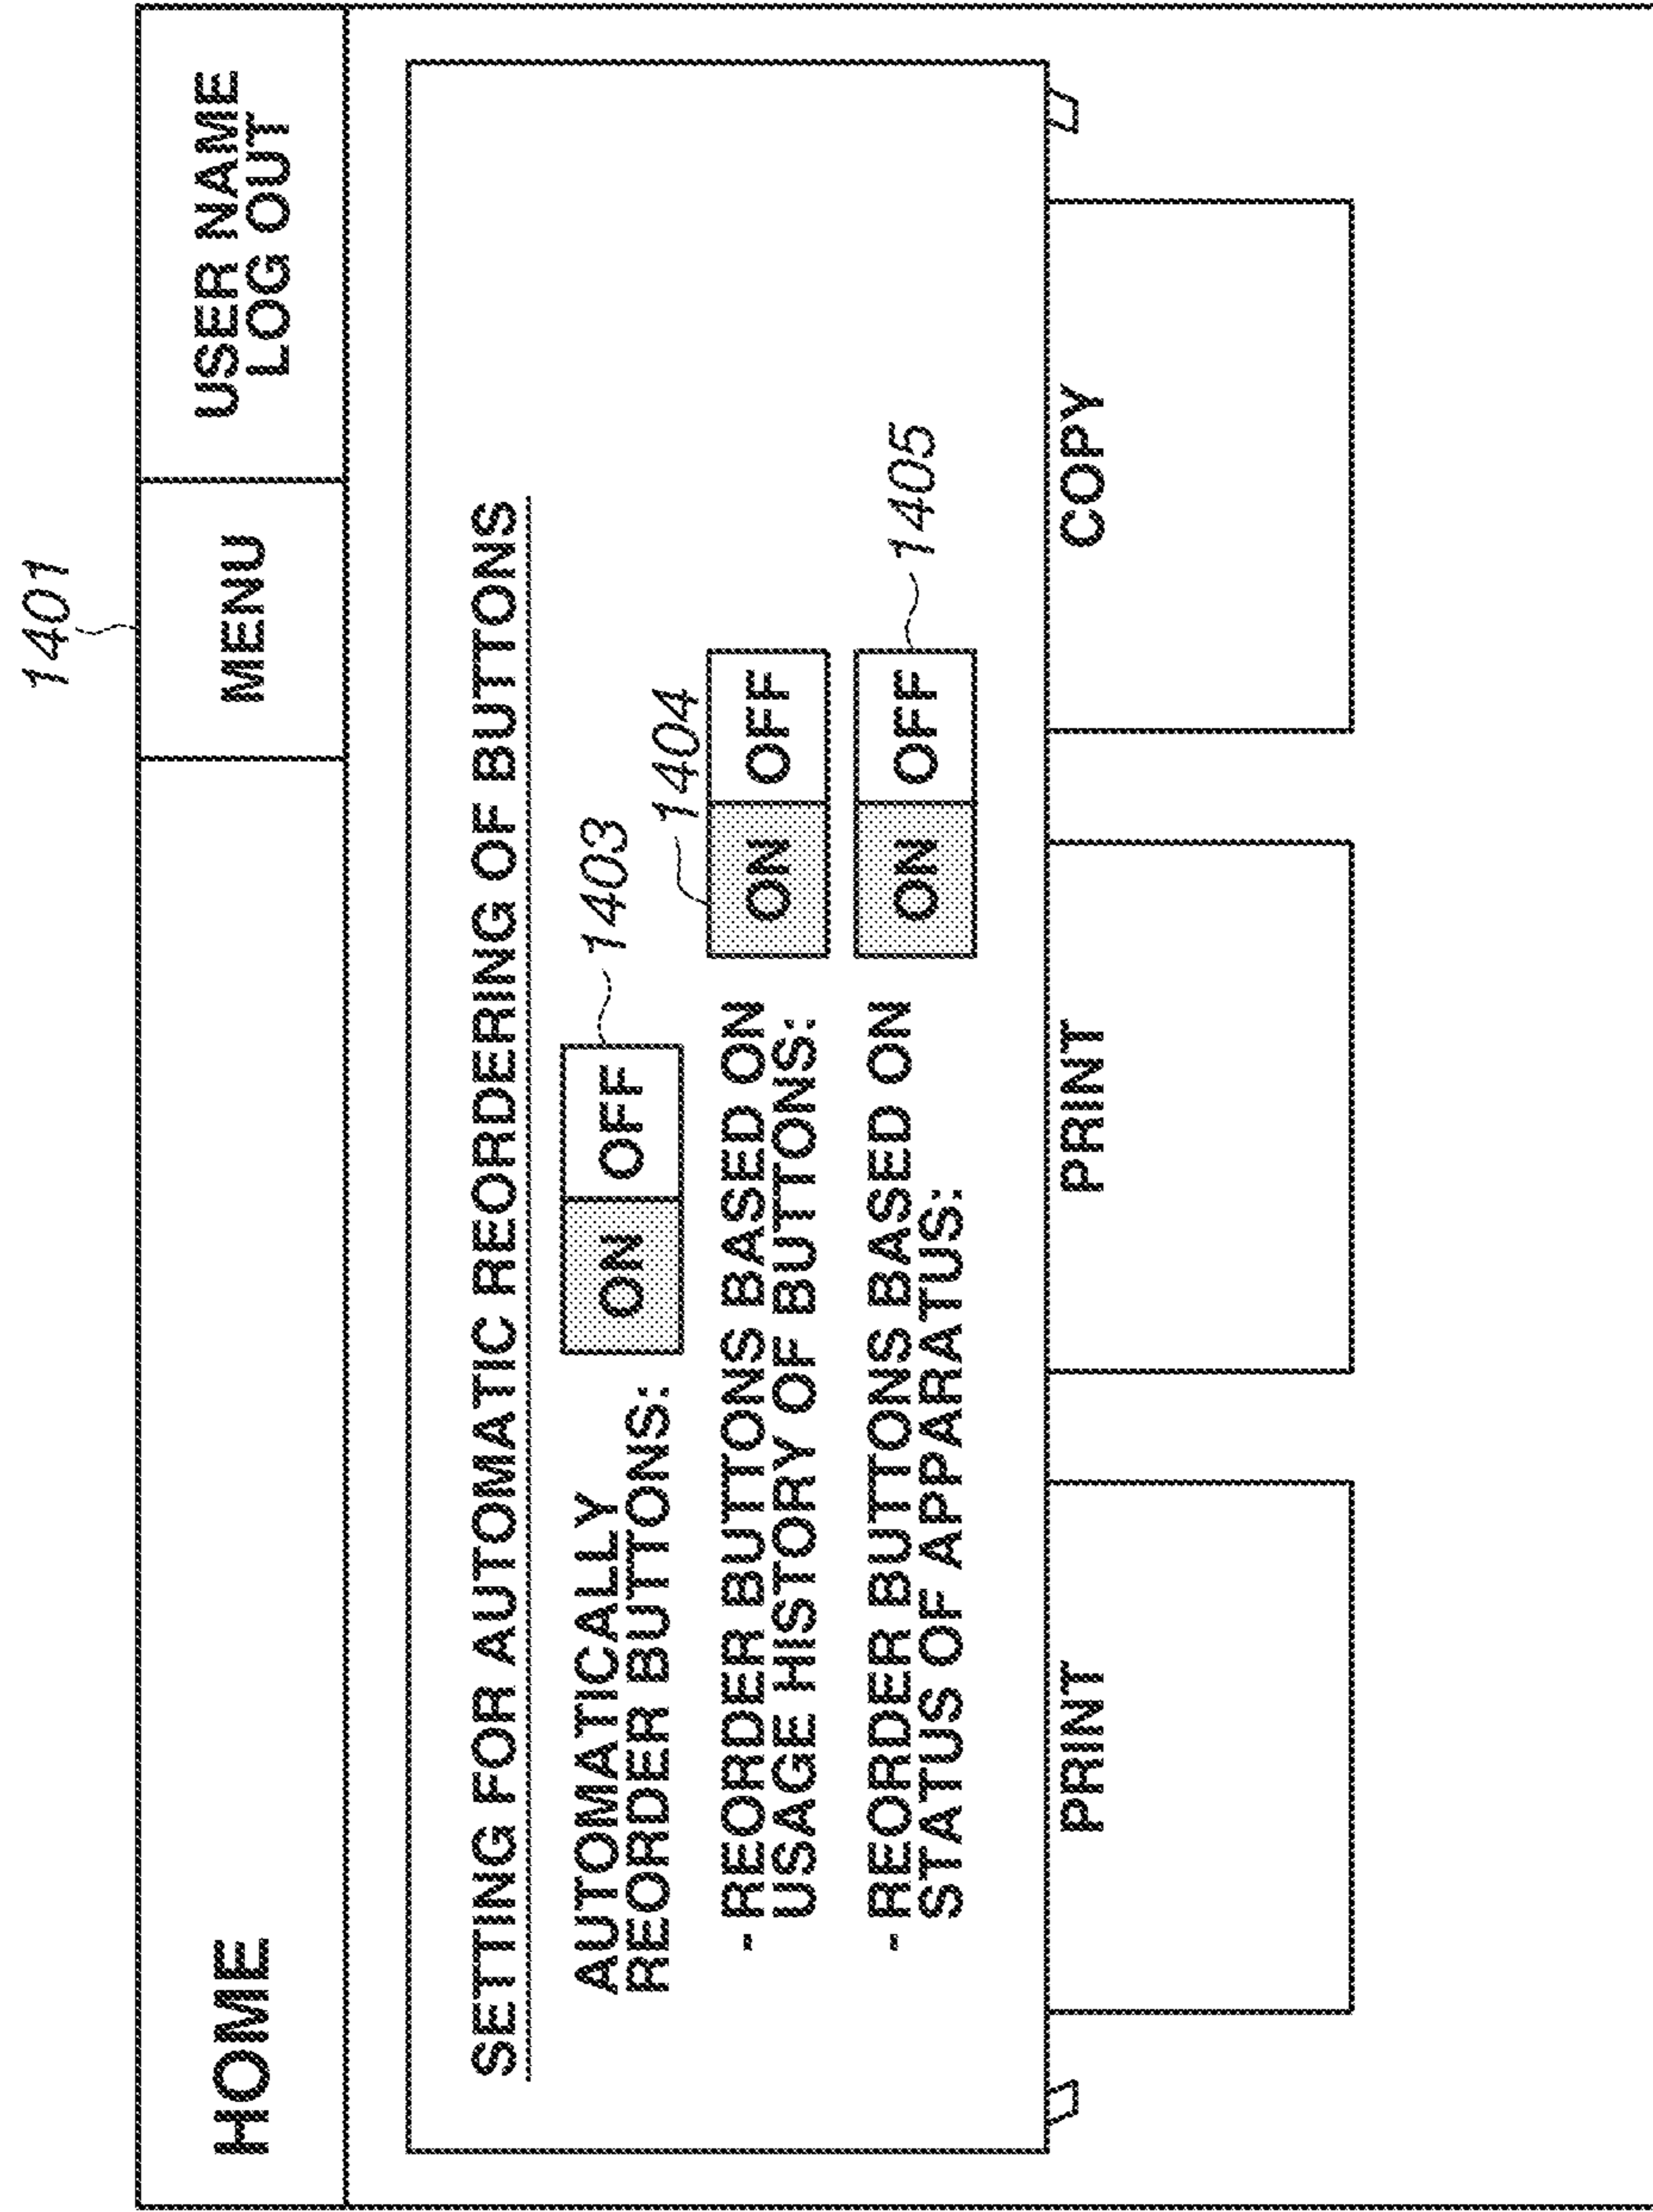 1401
HOME
MENU
USER NAME
LOG OUT
SETTING FOR AUTOMATIC REORDERING OF BUTTONS
AUTOMATICALLY
REORDER BUTTONS:
ON OFF
1403
1404
- REORDER BUTTONS BASED ON
USAGE HISTORY OF BUTTONS:
ON OFF
- REORDER BUTTONS BASED ON
STATUS OF APPARATUS:
ON OFF
1405
PRINT
PRINT
COPY